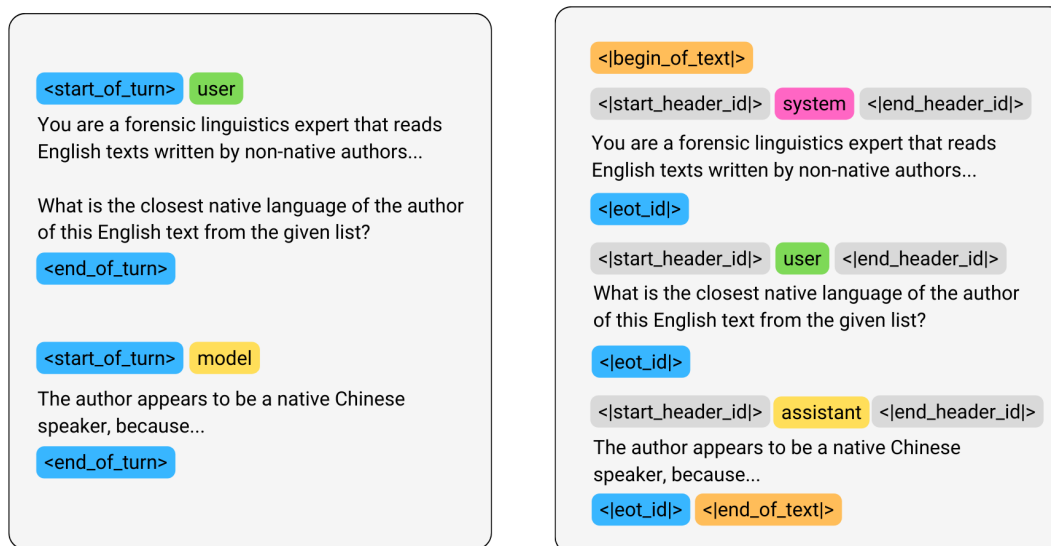 <start_of_turn> user
You are a forensic linguistics expert that reads
English texts written by non-native authors...
What is the closest native language of the author
of this English text from the given list?
<end_of_turn>
<start_of_turn> model
The author appears to be a native Chinese
speaker, because...
<end_of_turn>
<|begin_of_text|>
<|start_header_id|> system <|end_header_id|>
You are a forensic linguistics expert that reads
English texts written by non-native authors...
<|eot_id|>
<|start_header_id|> user <|end_header_id|>
What is the closest native language of the author
of this English text from the given list?
<|eot_id|>
<|start_header_id|> assistant <|end_header_id|>
The author appears to be a native Chinese
speaker, because...
<|eot_id|> <|end_of_text|>